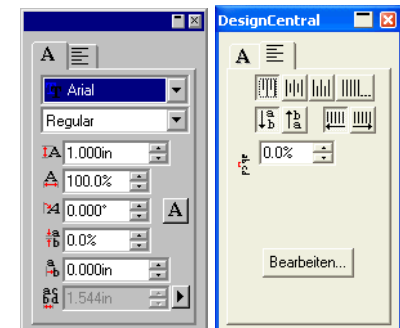 A
Arial
Regular
1.000in
100.0%
0.000°
A
0.0%
0.000in
1.544in
DesignCentral
A
0.0%
Bearbeiten...